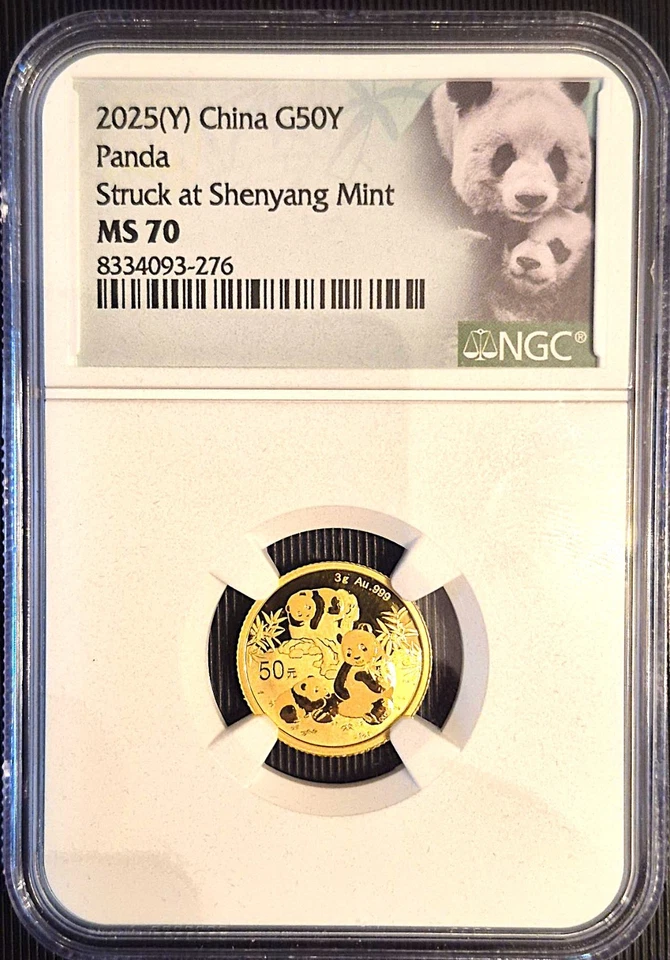 2025(Y) China G50Y
Panda
Struck at Shenyang Mint
MS 70
8334093-276
NGC®
3g Au.999
50元